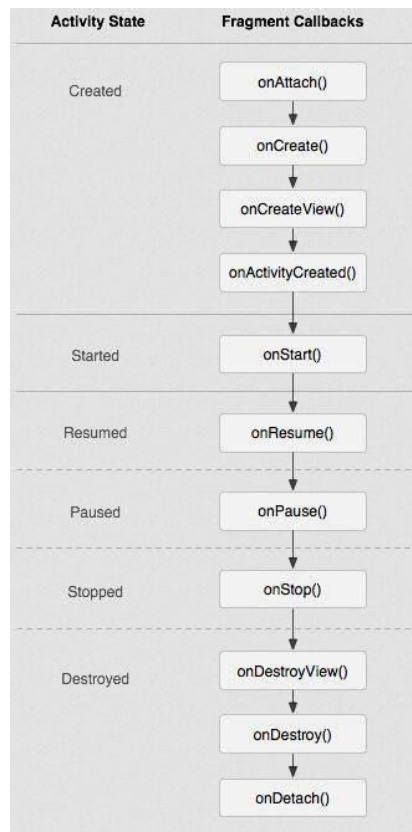 Activity State Fragment Callbacks
Created
onAttach()
onCreate()
onCreateView()
onActivityCreated()
Started
onStart()
Resumed
onResume()
Paused
onPause()
Stopped
onStop()
Destroyed
onDestroyView()
onDestroy()
onDetach()